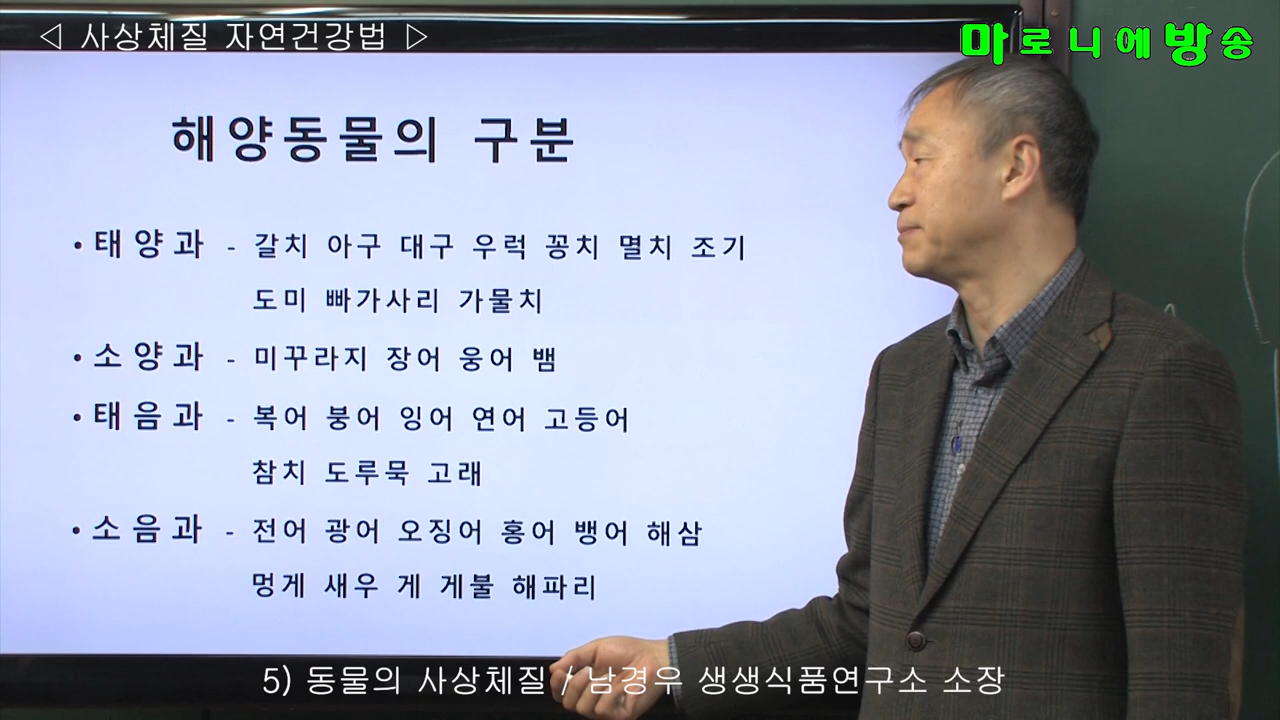 ◁ 사상체질 자연건강법 ▷
마로니에방송
해양동물의 구분
• 태양과 - 갈치 아구 대구 우럭 꽁치 멸치 조기
도미 빠가사리 가물치
• 소양과 - 미꾸라지 장어 웅어 뱀
• 태음과 - 복어 붕어 잉어 연어 고등어
참치 도루묵 고래
• 소음과 - 전어 광어 오징어 홍어 뱅어 해삼
멍게 새우 게 게불 해파리
5) 동물의 사상체질 / 남경우 생생식품연구소 소장